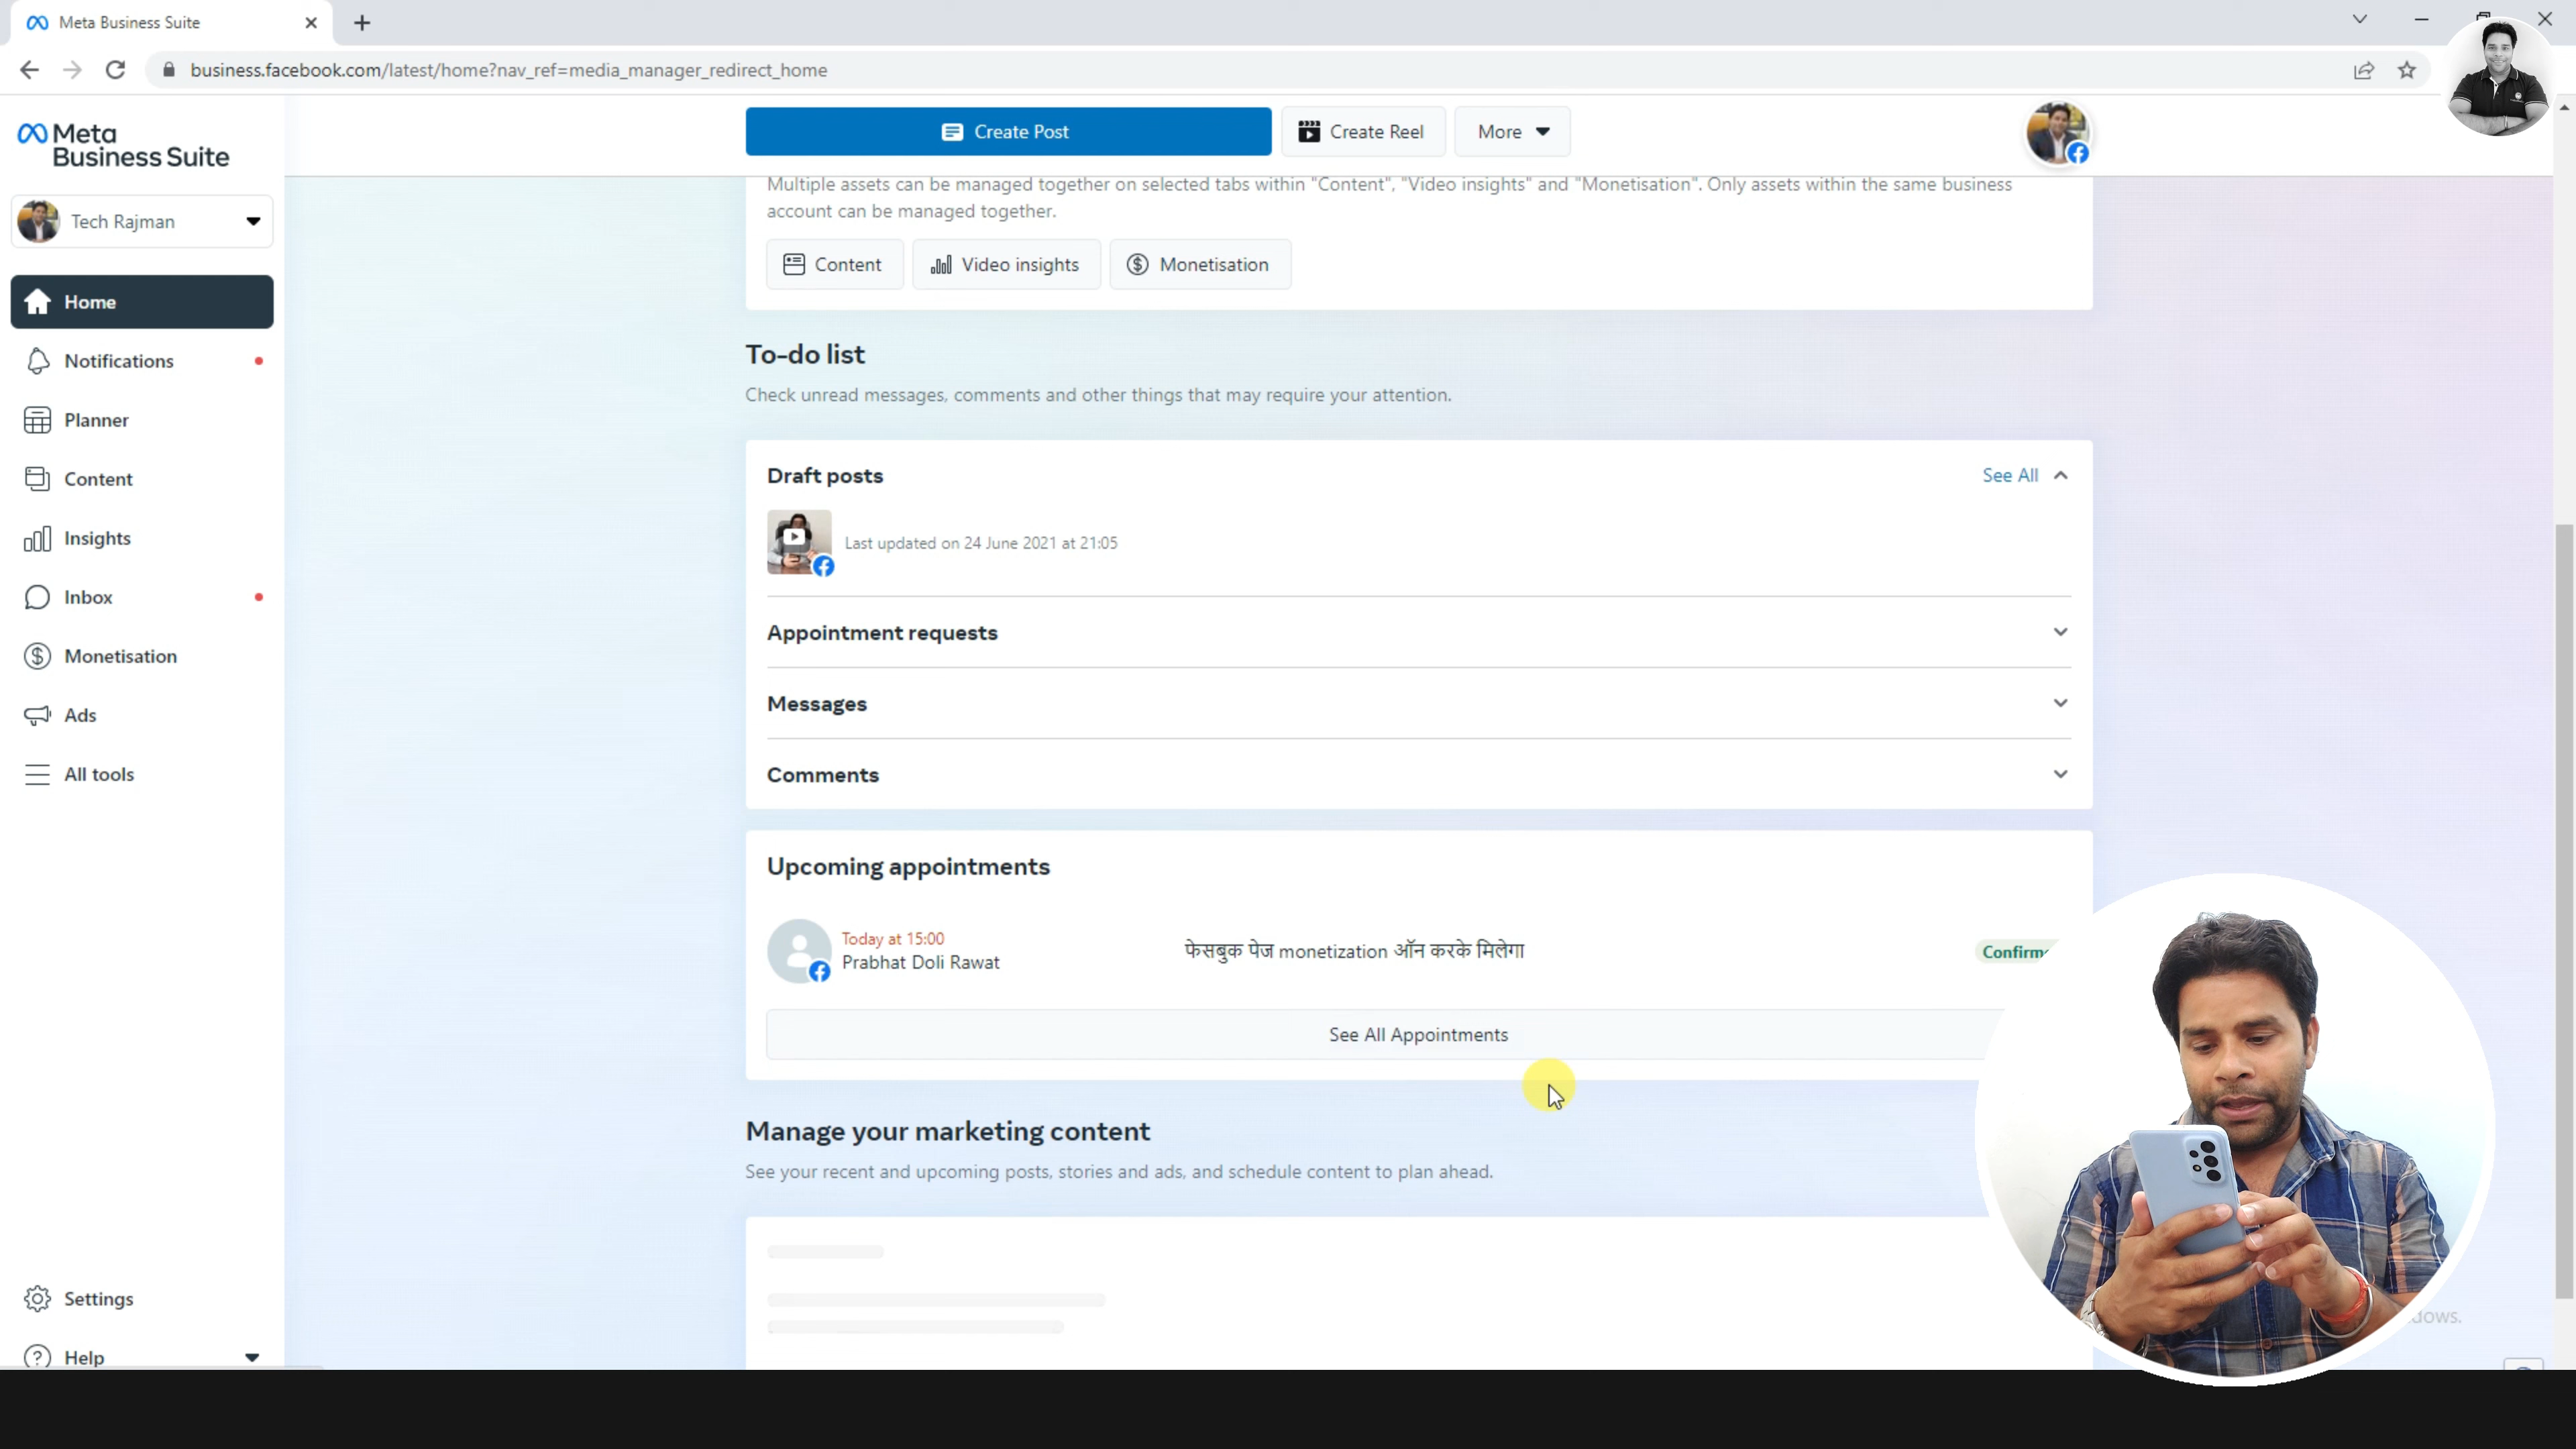 Meta Business Suite
business.facebook.com/latest/home?nav_ref=media_manager_redirect_home
Meta
Business Suite
Create Post
Create Reel
More
Tech Rajman
Multiple assets can be managed together on selected tabs within "Content", "Video insights" and "Monetisation". Only assets within the same business
account can be managed together.
Content
Video insights
Monetisation
Home
Notifications
Planner
Content
Insights
Inbox
Monetisation
Ads
All tools
Settings
Help
To-do list
Check unread messages, comments and other things that may require your attention.
Draft posts
See All
Last updated on 24 June 2021 at 21:05
Appointment requests
Messages
Comments
Upcoming appointments
Today at 15:00
Prabhat Doli Rawat
फेसबुक पेज monetization ऑन करके मिलेगा
Confirm
See All Appointments
Manage your marketing content
See your recent and upcoming posts, stories and ads, and schedule content to plan ahead.